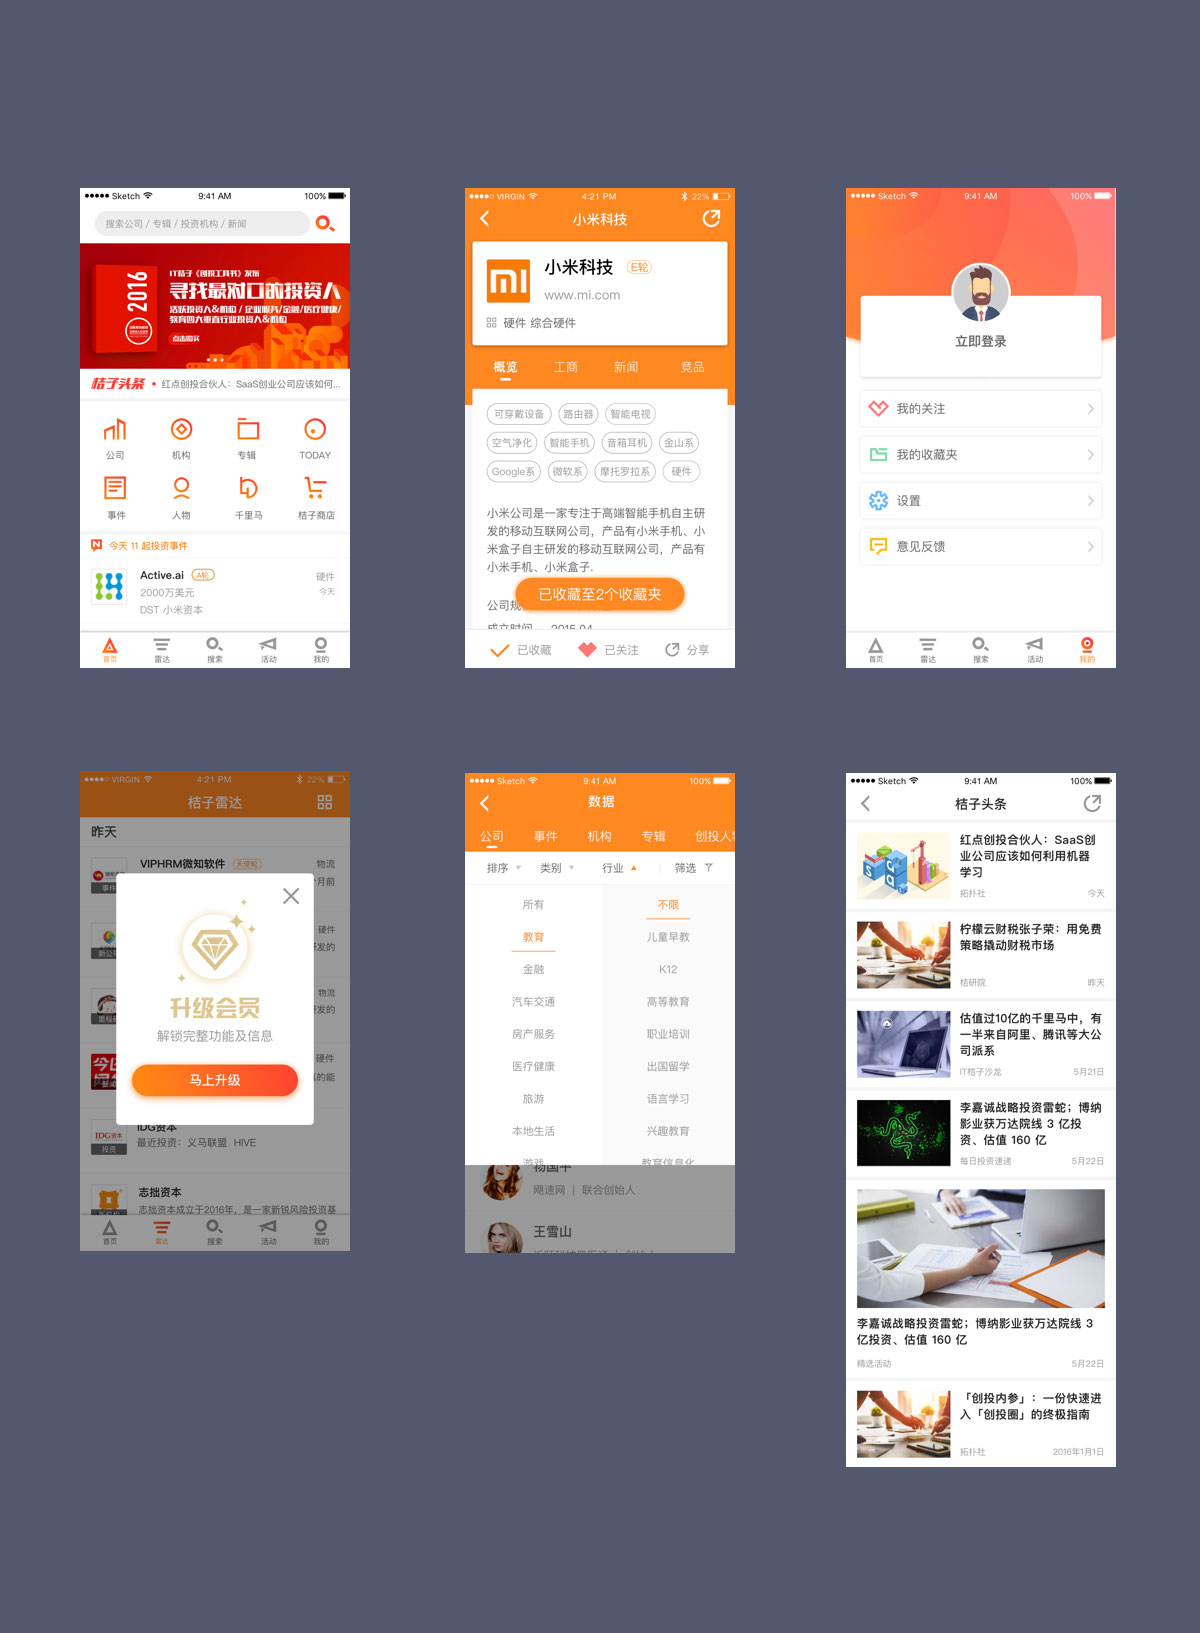 Sketch 9:41 AM 100%
搜索公司 / 专辑 / 投资机构 / 新闻
2016
IT桔子《创投工具书》发布
寻找最对口的投资人
活跃投资人&机构 / 企业服务/金融/医疗健康/
教育四大垂直行业投资人&机构
点击购买
桔子头条 • 红点创投合伙人：SaaS创业公司应该如何...
公司 机构 专辑 TODAY
事件 人物 千里马 桔子商店
今天 11 起投资事件
Active.ai A轮 硬件
2000万美元 今天
DST 小米资本
首页 雷达 搜索 活动 我的
VIRGIN 4:21 PM 22%
小米科技
小米科技 E轮
www.mi.com
硬件 综合硬件
概览 工商 新闻 竞品
可穿戴设备 路由器 智能电视
空气净化 智能手机 音箱耳机 金山系
Google系 微软系 摩托罗拉系 硬件
小米公司是一家专注于高端智能手机自主研
发的移动互联网公司，产品有小米手机、小
米盒子自主研发的移动互联网公司，产品有
小米手机、小米盒子.
公司规
已收藏至2个收藏夹
成立时间 2015.04
已收藏 已关注 分享
Sketch 9:41 AM 100%
立即登录
我的关注
我的收藏夹
设置
意见反馈
首页 雷达 搜索 活动 我的
VIRGIN 4:21 PM 22%
桔子雷达
昨天
VIPHRM微知软件 天使轮 物流
事件 月前
硬件
新公司 研发的
物流
里程碑 研发的
硬件
新闻 的能
升级会员
解锁完整功能及信息
马上升级
IDG资本 IDG资本
投资 最近投资：义马联盟 HIVE
志拙资本
志拙资本成立于2016年，是一家新锐风险投资基
首页 雷达 搜索 活动 我的
Sketch 9:41 AM 100%
数据
公司 事件 机构 专辑 创投人物
排序 类别 行业 筛选
所有 不限
教育 儿童早教
金融 K12
汽车交通 高等教育
房产服务 职业培训
医疗健康 出国留学
旅游 语言学习
本地生活 兴趣教育
游戏 教育信息化
杨国平
飓速网 | 联合创始人
王雪山
Sketch 9:41 AM 100%
桔子头条
红点创投合伙人：SaaS创
业公司应该如何利用机器
学习
拓扑社 今天
柠檬云财税张子荣：用免费
策略撬动财税市场
桔研院 昨天
估值过10亿的千里马中，有
一半来自阿里、腾讯等大公
司派系
IT桔子沙龙 5月21日
李嘉诚战略投资雷蛇；博纳
影业获万达院线 3 亿投
资、估值 160 亿
每日投资速递 5月22日
李嘉诚战略投资雷蛇；博纳影业获万达院线 3
亿投资、估值 160 亿
精选活动 5月22日
「创投内参」：一份快速进
入「创投圈」的终极指南
拓扑社 2016年1月1日